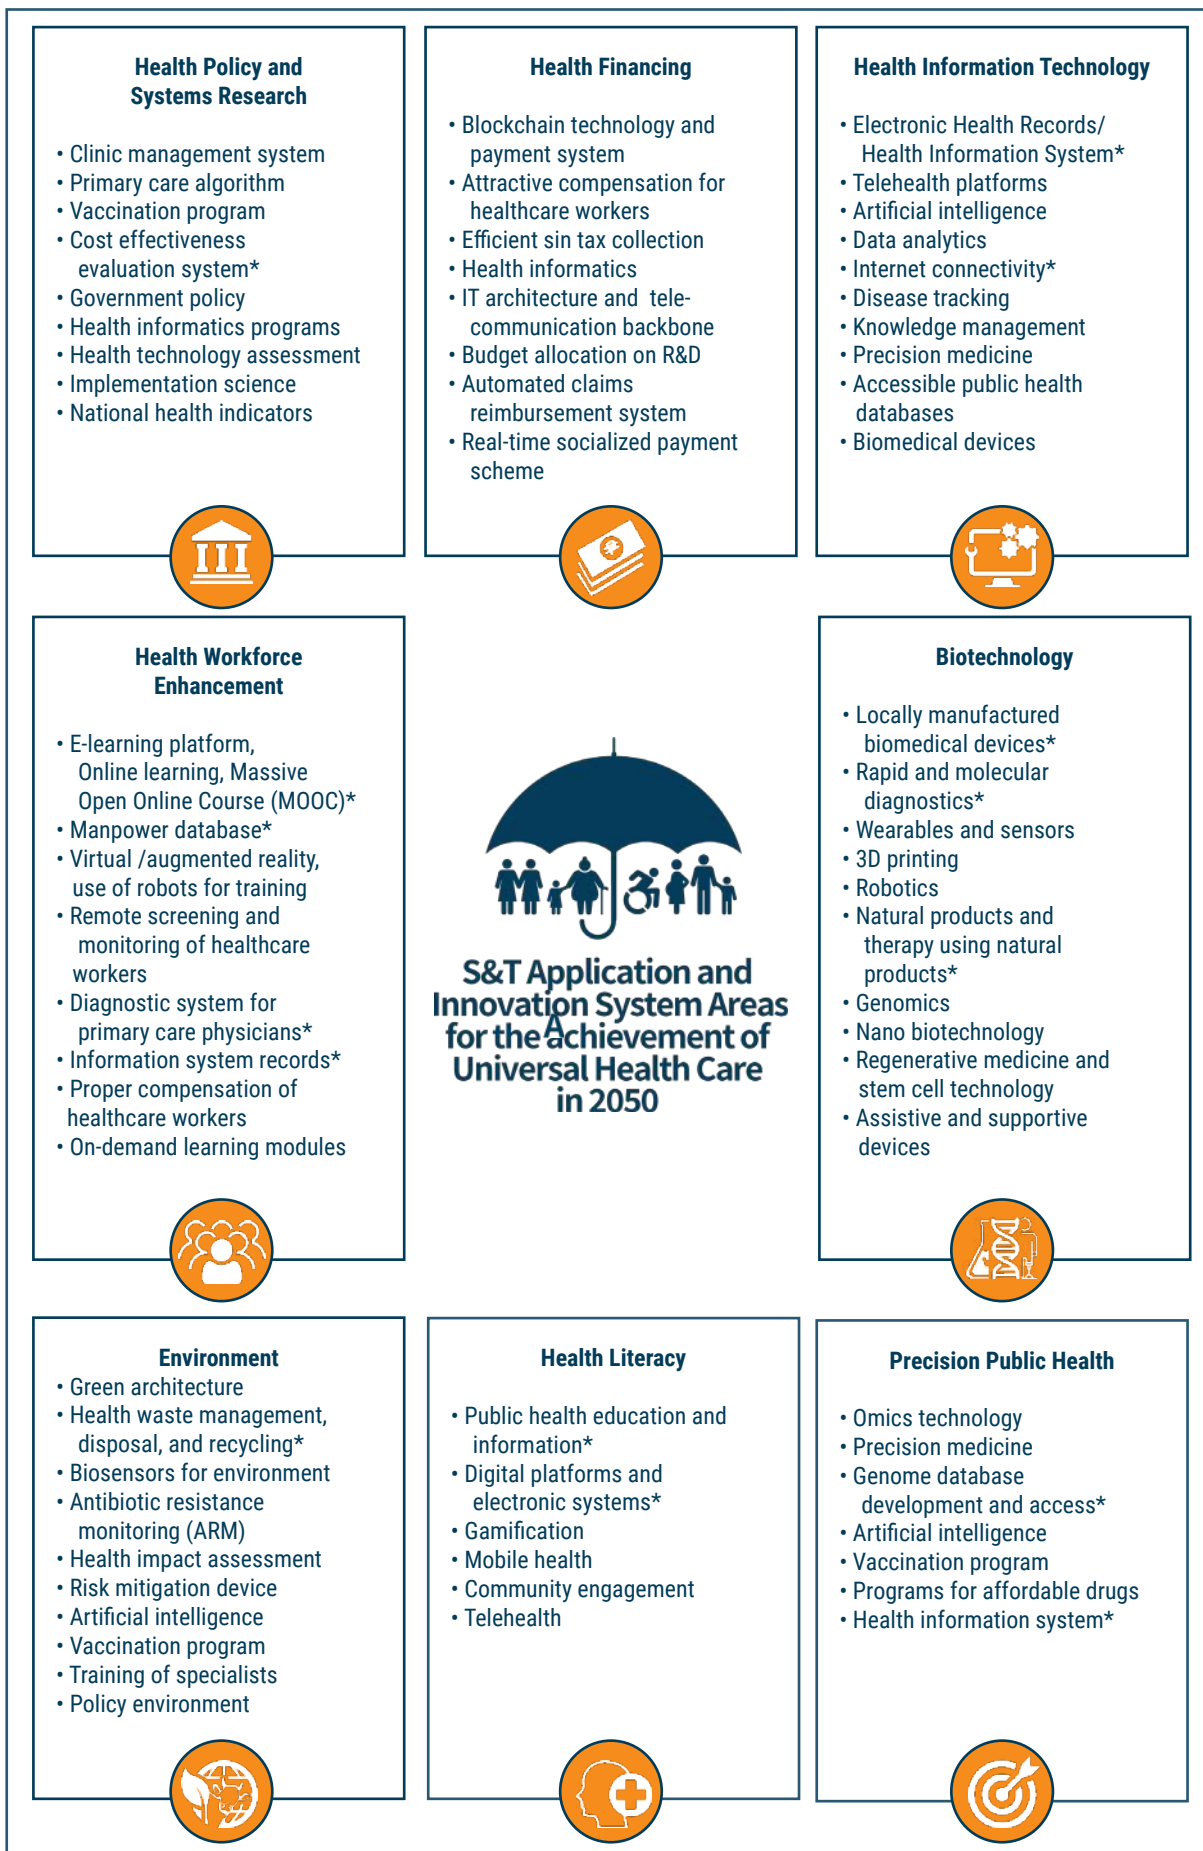 Health Policy and
Systems Research
• Clinic management system
• Primary care algorithm
• Vaccination program
• Cost effectiveness
evaluation system*
• Government policy
• Health informatics programs
• Health technology assessment
• Implementation science
• National health indicators
Health Financing
• Blockchain technology and
payment system
• Attractive compensation for
healthcare workers
• Efficient sin tax collection
• Health informatics
• IT architecture and tele-
communication backbone
• Budget allocation on R&D
• Automated claims
reimbursement system
• Real-time socialized payment
scheme
Health Information Technology
• Electronic Health Records/
Health Information System*
• Telehealth platforms
• Artificial intelligence
• Data analytics
• Internet connectivity*
• Disease tracking
• Knowledge management
• Precision medicine
• Accessible public health
databases
• Biomedical devices
Health Workforce
Enhancement
• E-learning platform,
Online learning, Massive
Open Online Course (MOOC)*
• Manpower database*
• Virtual /augmented reality,
use of robots for training
• Remote screening and
monitoring of healthcare
workers
• Diagnostic system for
primary care physicians*
• Information system records*
• Proper compensation of
healthcare workers
• On-demand learning modules
S&T Application and
Innovation System Areas
for the Achievement of
Universal Health Care
in 2050
Biotechnology
• Locally manufactured
biomedical devices*
• Rapid and molecular
diagnostics*
• Wearables and sensors
• 3D printing
• Robotics
• Natural products and
therapy using natural
products*
• Genomics
• Nano biotechnology
• Regenerative medicine and
stem cell technology
• Assistive and supportive
devices
Environment
• Green architecture
• Health waste management,
disposal, and recycling*
• Biosensors for environment
• Antibiotic resistance
monitoring (ARM)
• Health impact assessment
• Risk mitigation device
• Artificial intelligence
• Vaccination program
• Training of specialists
• Policy environment
Health Literacy
• Public health education and
information*
• Digital platforms and
electronic systems*
• Gamification
• Mobile health
• Community engagement
• Telehealth
Precision Public Health
• Omics technology
• Precision medicine
• Genome database
development and access*
• Artificial intelligence
• Vaccination program
• Programs for affordable drugs
• Health information system*